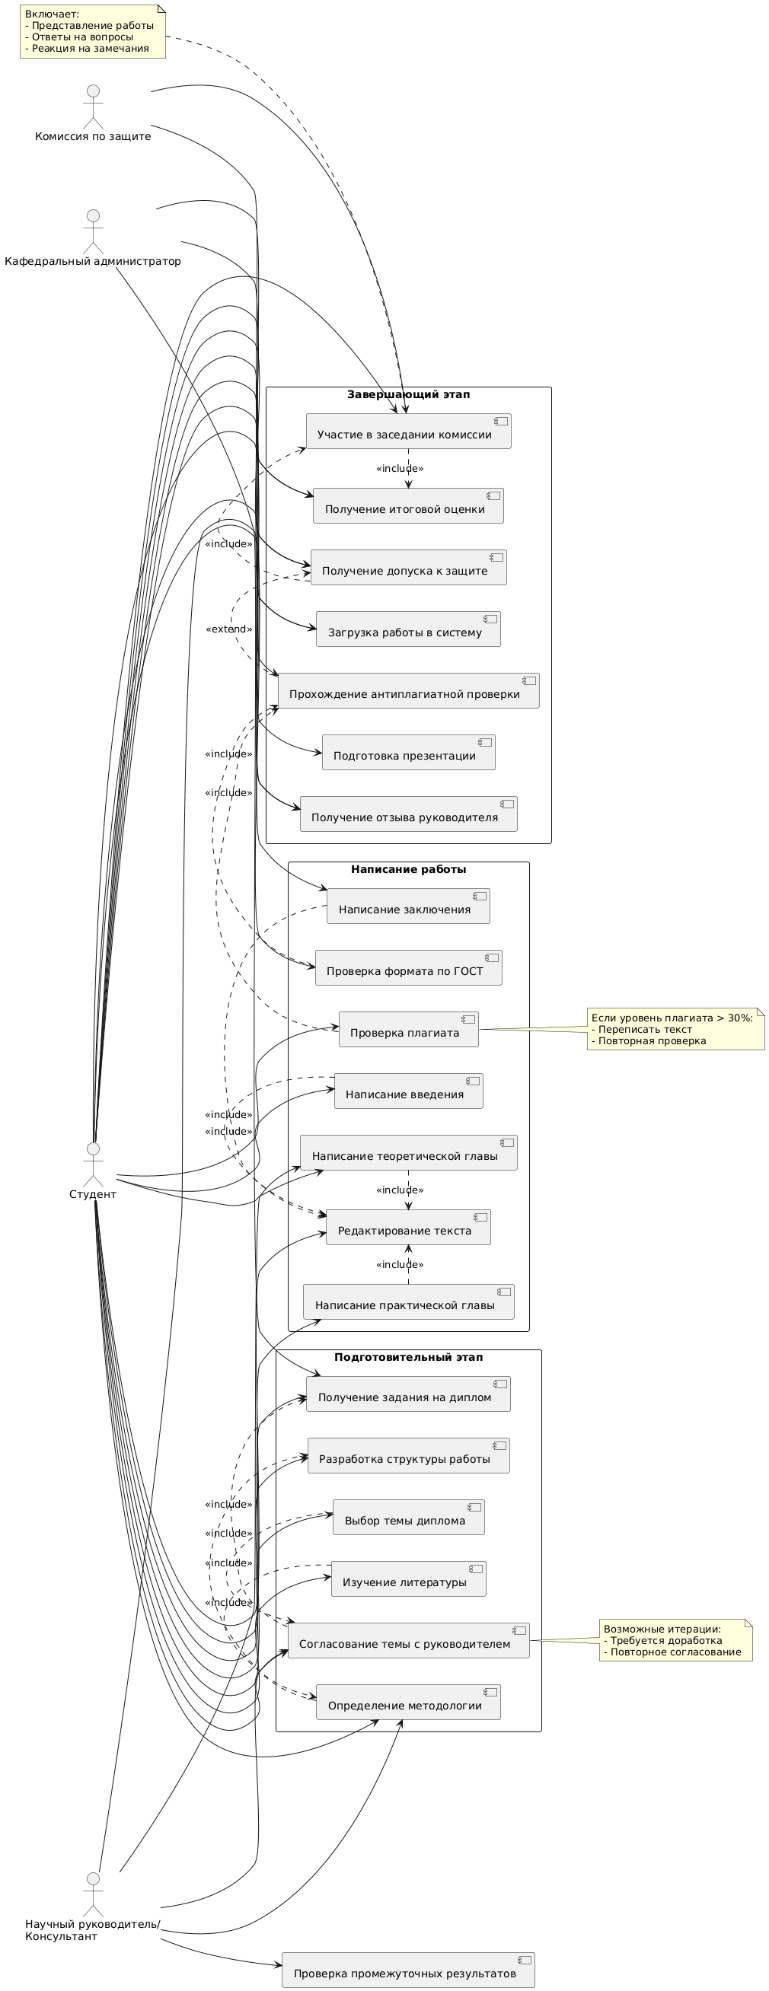 Включает:
- Представление работы
- Ответы на вопросы
- Реакция на замечания
Комиссия по защите
Кафедральный администратор
Завершающий этап
Участие в заседании комиссии
«include»
Получение итоговой оценки
«include»
Получение допуска к защите
«extend»
Загрузка работы в систему
Прохождение антиплагиатной проверки
«include»
Подготовка презентации
«include»
Получение отзыва руководителя
Написание работы
Написание заключения
Проверка формата по ГОСТ
Если уровень плагиата > 30%:
- Переписать текст
- Повторная проверка
Проверка плагиата
Написание введения
«include»
«include»
Написание теоретической главы
Студент
«include»
Редактирование текста
«include»
Написание практической главы
Подготовительный этап
Получение задания на диплом
Разработка структуры работы
«include»
Выбор темы диплома
«include»
«include»
Изучение литературы
«include»
Возможные итерации:
- Требуется доработка
- Повторное согласование
Согласование темы с руководителем
Определение методологии
Научный руководитель/
Консультант
Проверка промежуточных результатов